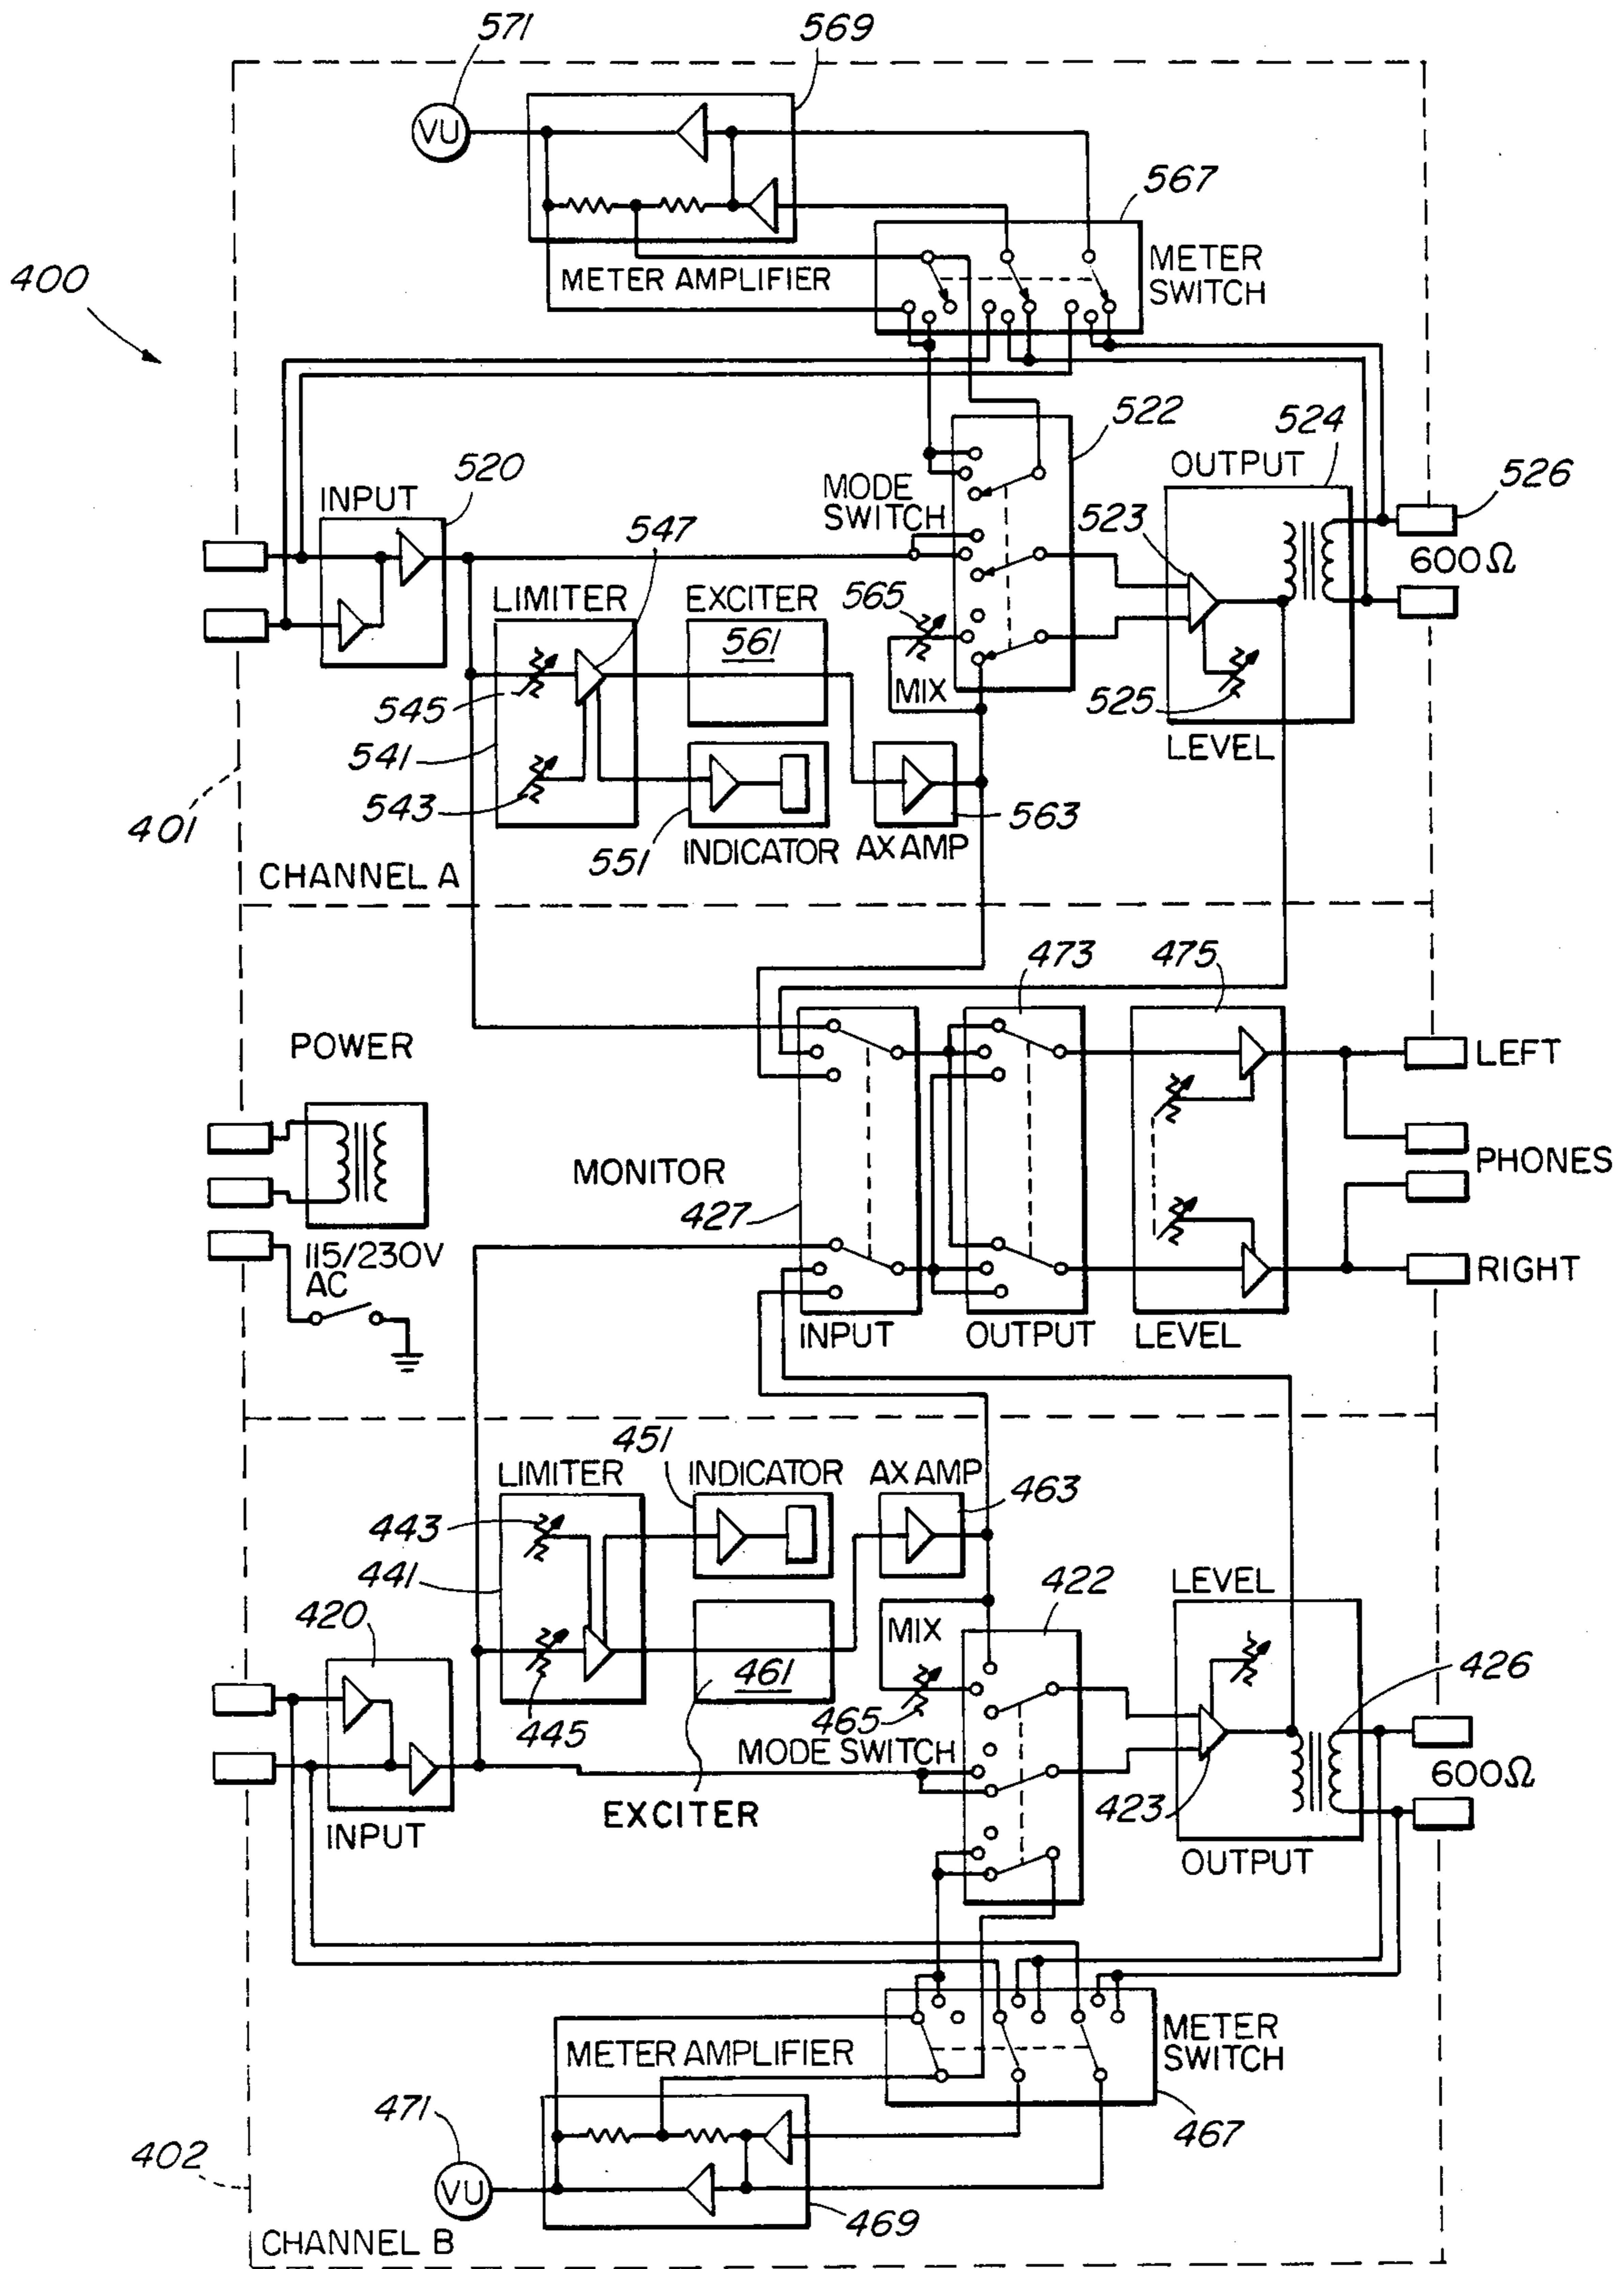 571
569
VU
567
METER AMPLIFIER
METER
SWITCH
400
522
524
OUTPUT
520
INPUT
MODE
SWITCH
523
526
547
600Ω
LIMITER
EXCITER
565
561
MIX
545
525
541
LEVEL
543
563
401
551
INDICATOR
AX AMP
CHANNEL A
473
475
POWER
LEFT
MONITOR
PHONES
427
115/230V
AC
RIGHT
INPUT
OUTPUT
LEVEL
451
LIMITER
INDICATOR
AX AMP
463
443
441
422
LEVEL
420
MIX
461
426
445
465
MODE SWITCH
600Ω
EXCITER
423
INPUT
OUTPUT
METER AMPLIFIER
METER
SWITCH
471
467
402
VU
469
CHANNEL B